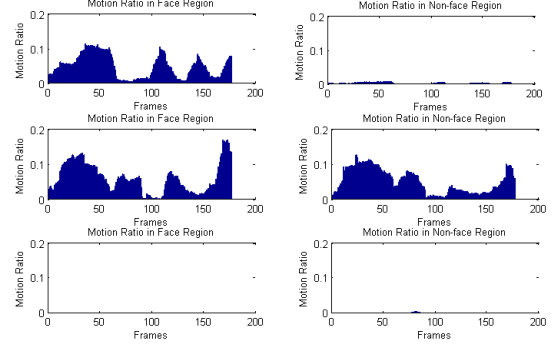 Motion Ratio in Face Region
Motion Ratio in Non-face Region
Motion Ratio
0.2
0.1
0
0 50 100 150 200
Frames
Motion Ratio
0.2
0.1
0
0 50 100 150 200
Frames
Motion Ratio in Face Region
Motion Ratio in Non-face Region
Motion Ratio
0.2
0.1
0
0 50 100 150 200
Frames
Motion Ratio
0.2
0.1
0
0 50 100 150 200
Frames
Motion Ratio in Face Region
Motion Ratio in Non-face Region
Motion Ratio
0.2
0.1
0
0 50 100 150 200
Frames
Motion Ratio
0.2
0.1
0
0 50 100 150 200
Frames